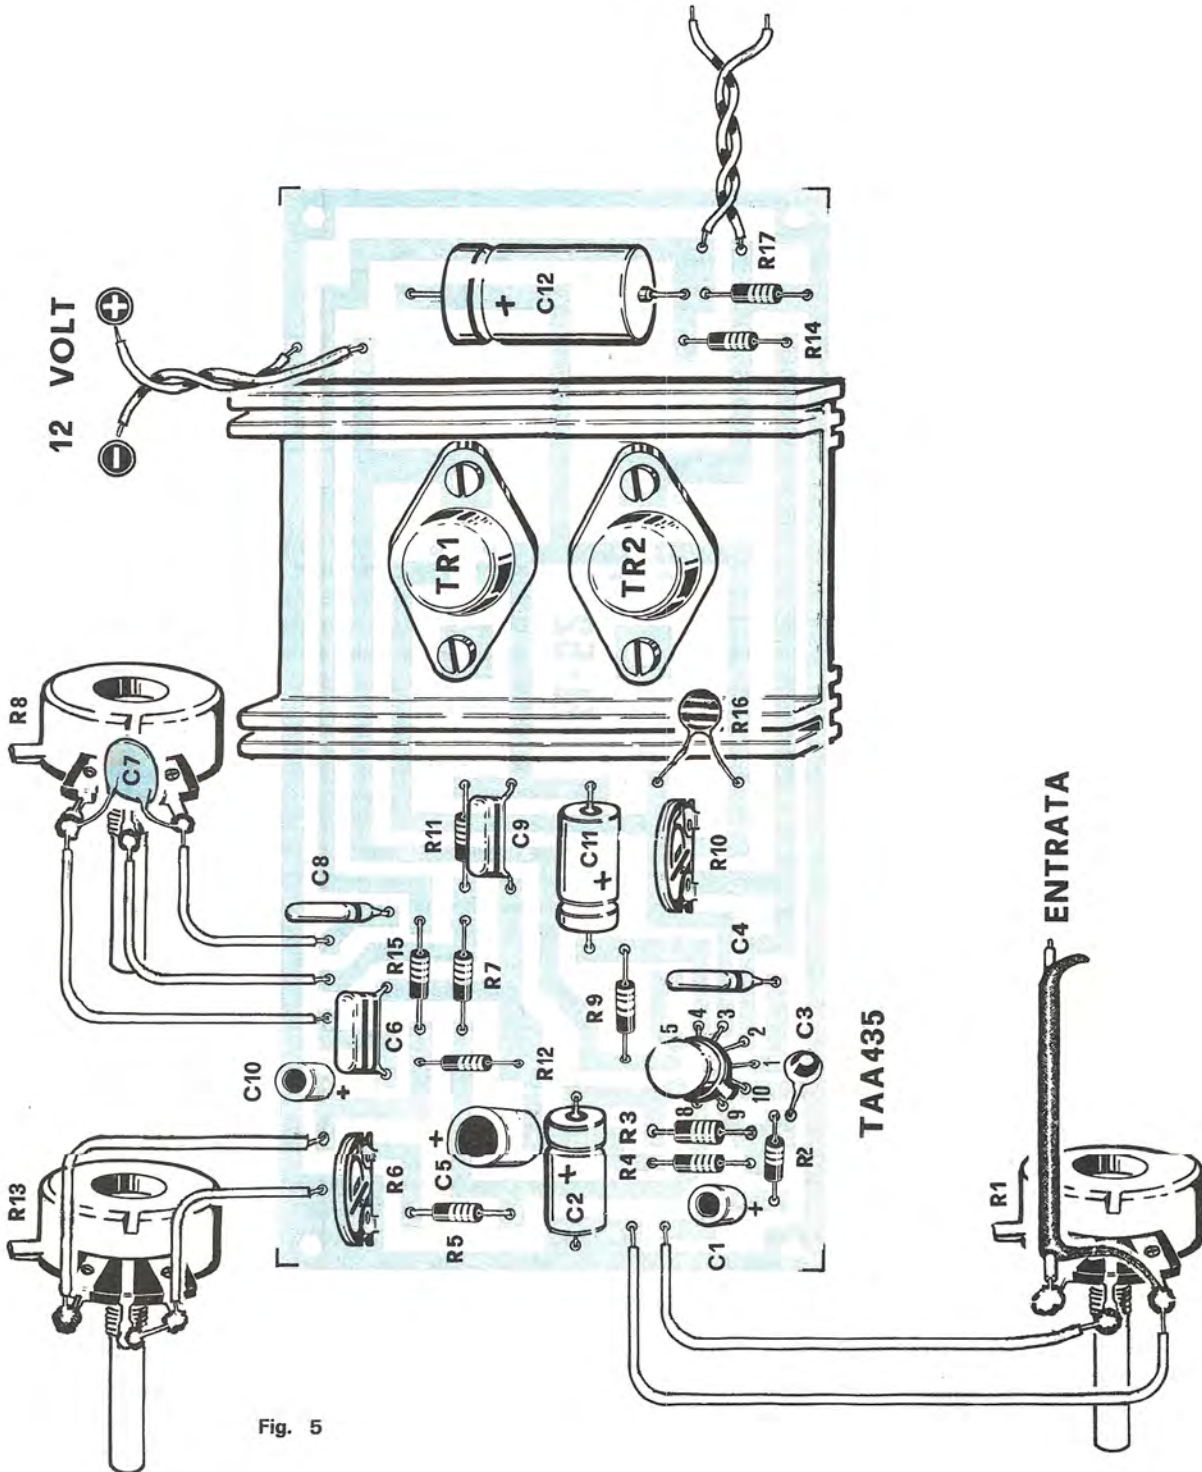 12 VOLT
+
-
R17
C12
R14
TR1
TR2
R8
C7
R16
R11
C9
C11
+
R10
C8
R15
R7
R9
C4
C6
C10
+
R12
5
4
3
2
1
10
9
8
C3
TAA435
R13
R6
C5
+
C2
+
R4
R3
R2
R5
C1
+
R1
ENTRATA
+
Fig. 5